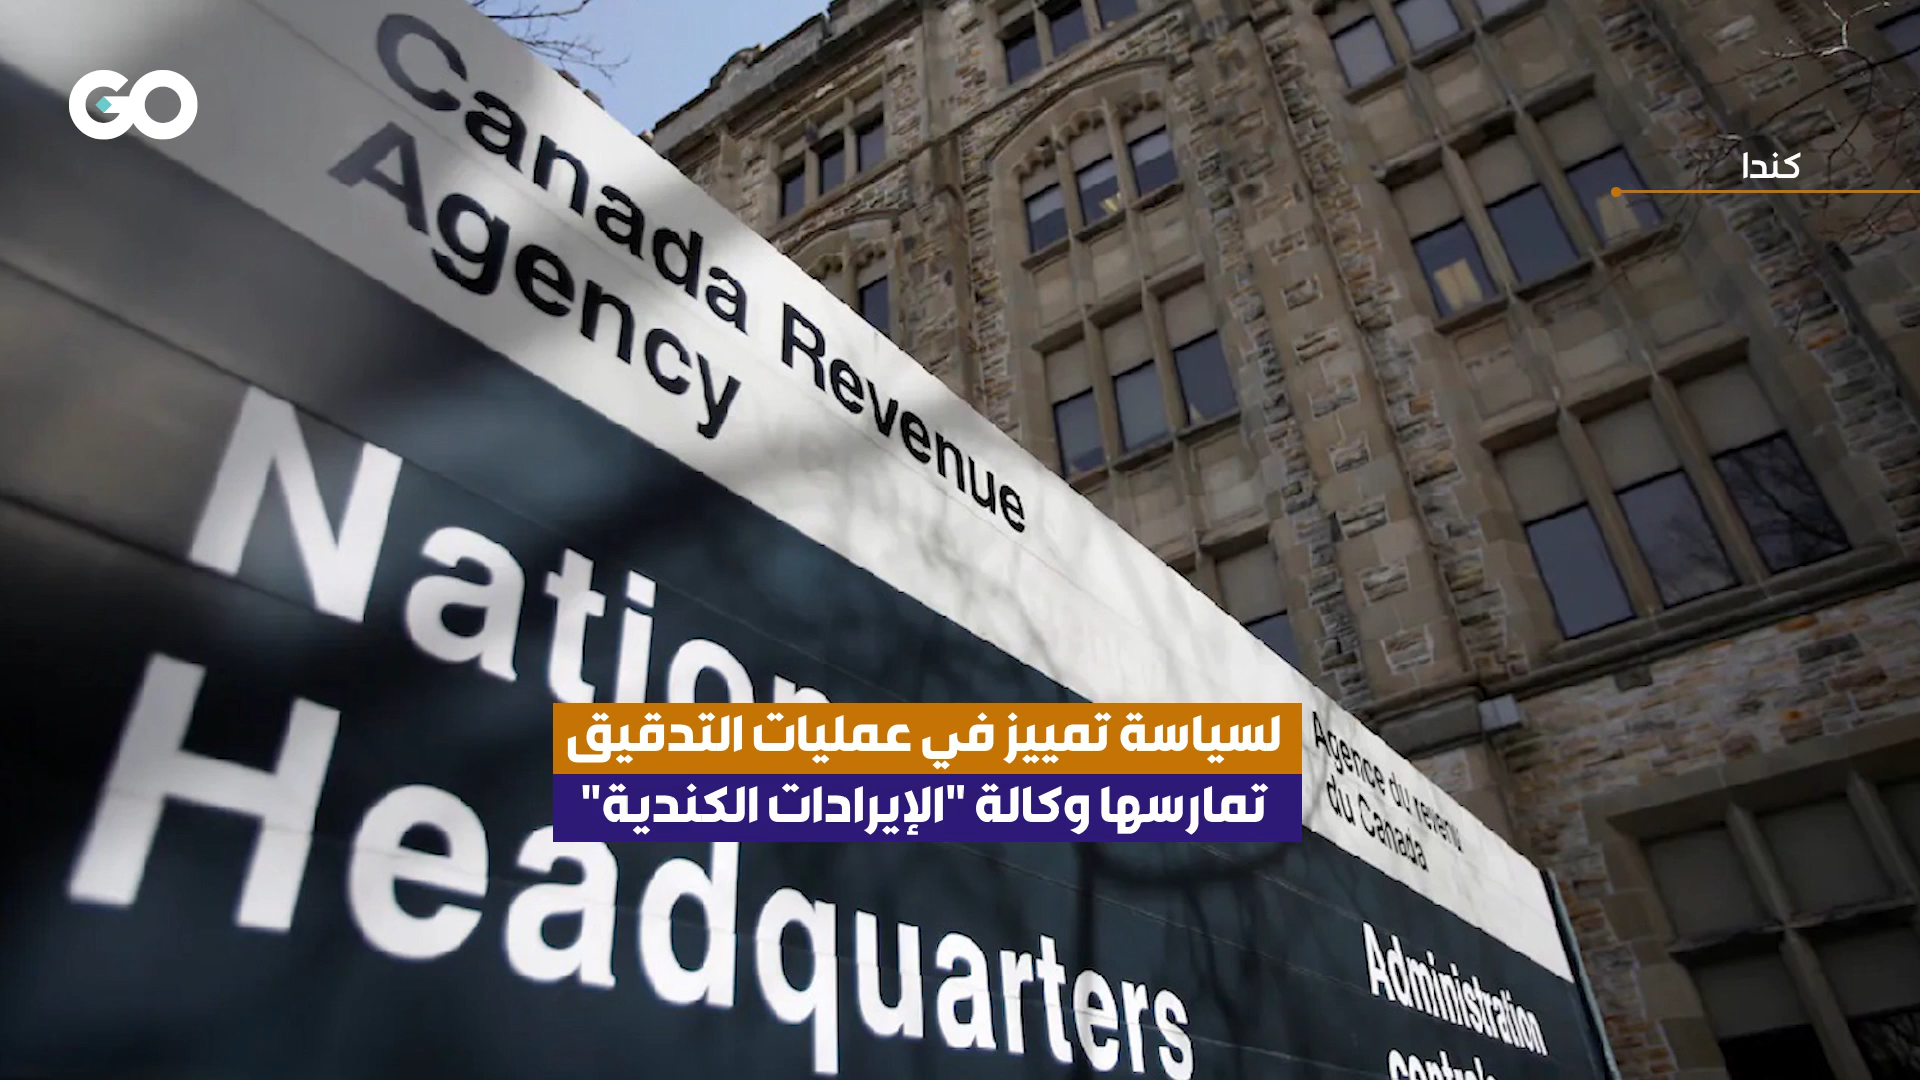 GO
كندا
Canada Revenue
Agency
National
Headquarters
لسياسة تمييز في عمليات التدقيق
تمارسها وكالة "الإيرادات الكندية"
Agence du revenu
du Canada
Administration